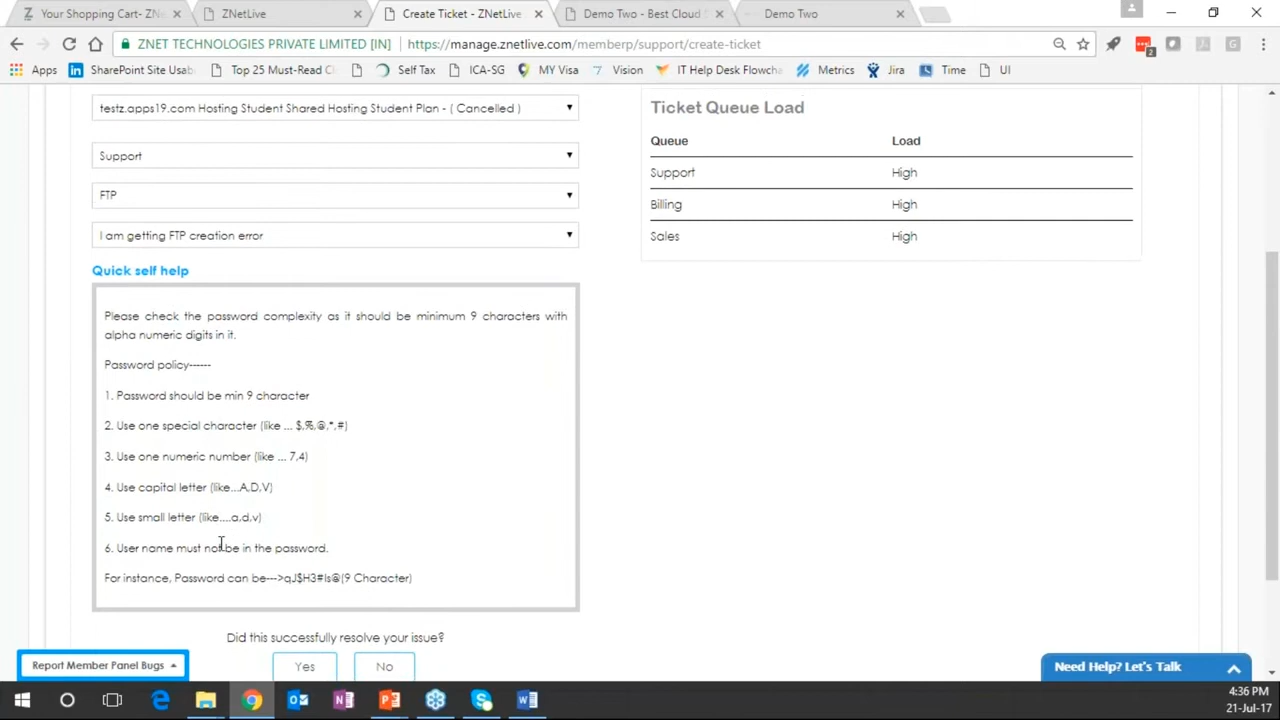 Your Shopping Cart- ZNe
ZNetLive
Create Ticket - ZNetLive
Demo Two - Best Cloud
Demo Two
ZNET TECHNOLOGIES PRIVATE LIMITED [IN] https://manage.znetlive.com/memberp/support/create-ticket
2
Apps SharePoint Site Usab Top 25 Must-Read Self Tax ICA-SG MY Visa Vision IT Help Desk Flowcha Metrics Jira Time UI
testz.apps19.com Hosting Student Shared Hosting Student Plan - ( Cancelled )
Support
FTP
I am getting FTP creation error
Ticket Queue Load
Queue Load
Support High
Billing High
Sales High
Quick self help
Please check the password complexity as it should be minimum 9 characters with
alpha numeric digits in it.
Password policy------
1. Password should be min 9 character
2. Use one special character (like ... $,%,@,*,#)
3. Use one numeric number (like ... 7,4)
4. Use capital letter (like...A,D,V)
5. Use small letter (like....a,d,v)
6. User name must not be in the password.
For instance, Password can be--->qJ$H3#Is@(9 Character)
Did this successfully resolve your issue?
Yes No
Report Member Panel Bugs
Need Help? Let's Talk
4:36 PM
21-Jul-17